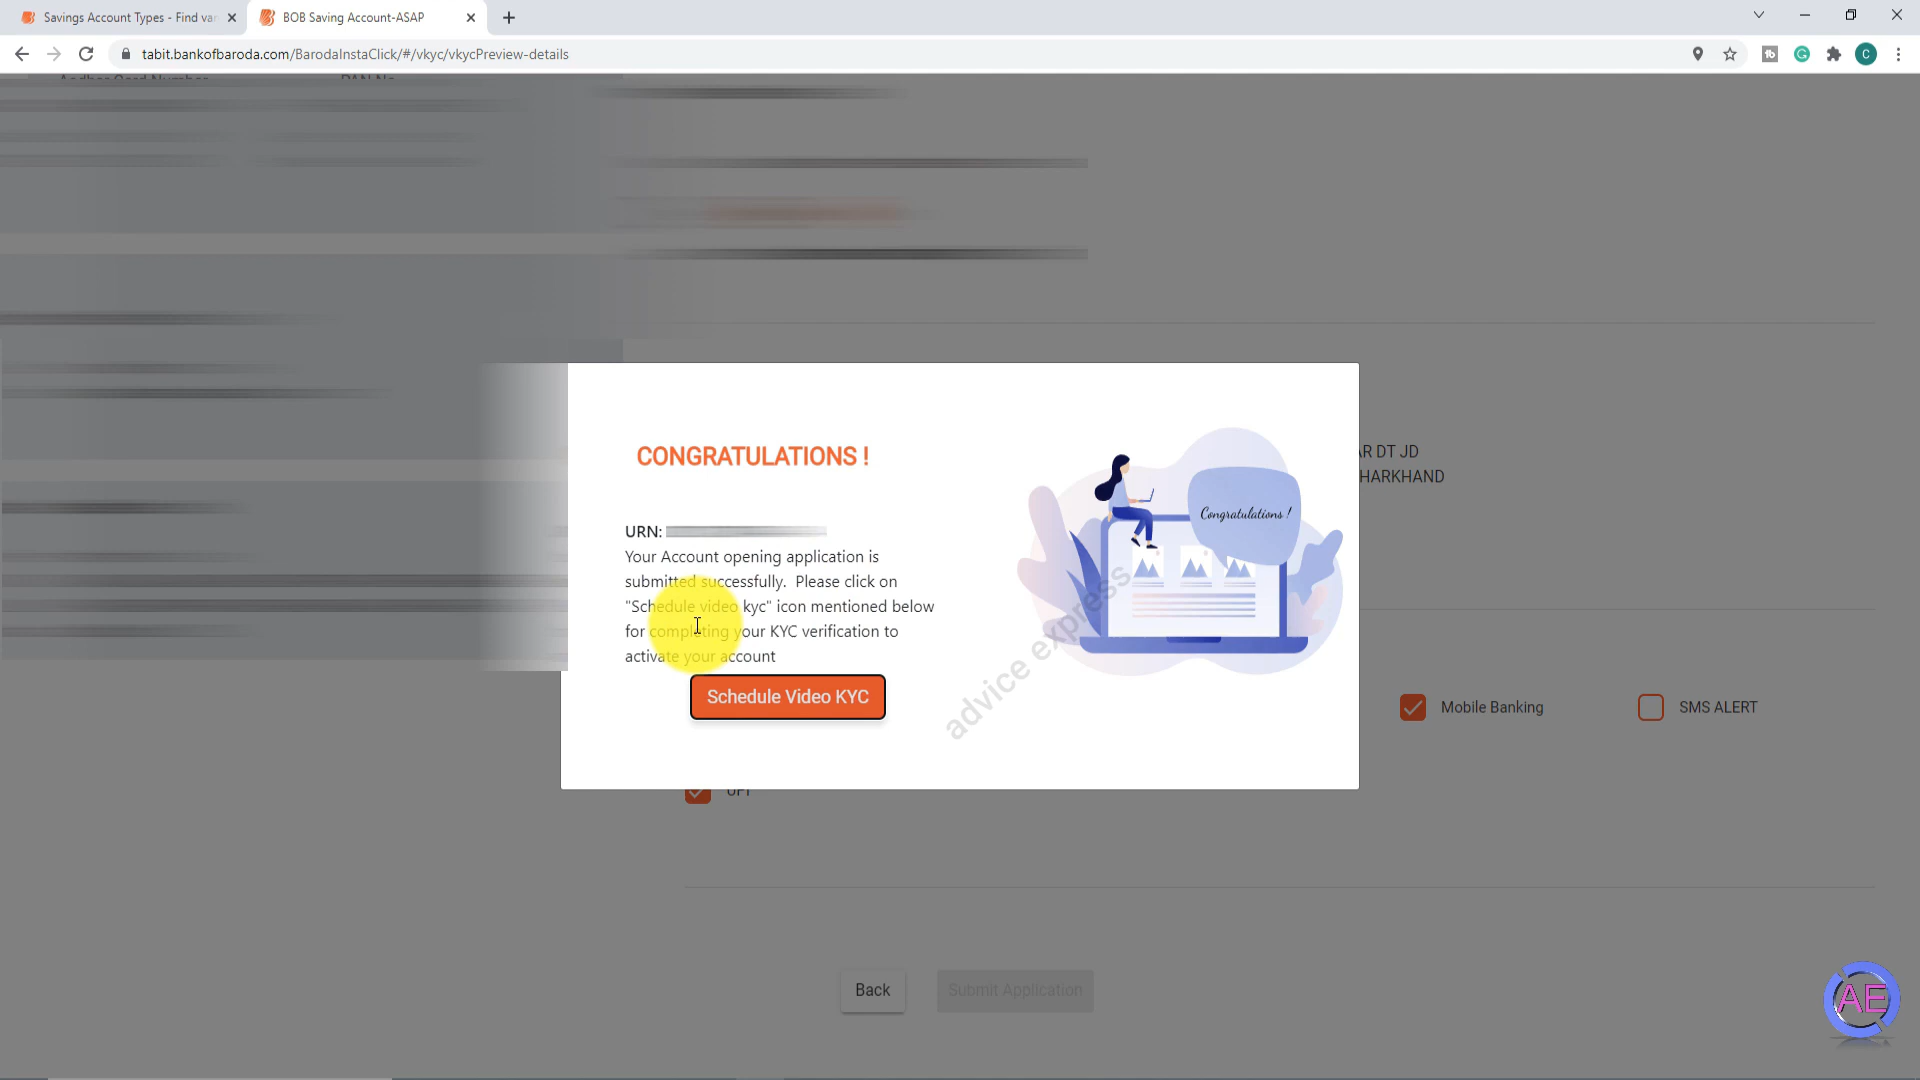 Savings Account Types - Find va
BOB Saving Account-ASAP
tabit.bankofbaroda.com/BarodaInstaClick/#/vkyc/vkycPreview-details
C
AR DT JD
HARKHAND
CONGRATULATIONS !
Congratulations !
URN:
Your Account opening application is
submitted successfully. Please click on
"Schedule video kyc" icon mentioned below
for completing your KYC verification to
activate your account
Schedule Video KYC
advice express
Mobile Banking
SMS ALERT
UPI
Back
Submit Application
AE